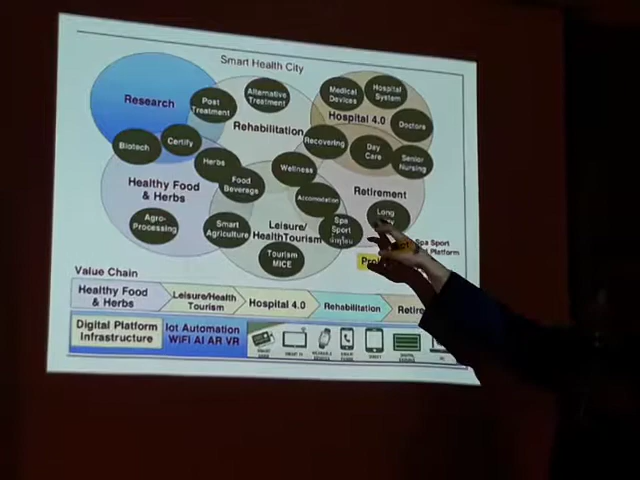 Smart Health City
Research
Post
Treatment
Alternative
Treatment
Medical
Devices
Hospital
System
Hospital 4.0
Doctors
Rehabilitation
Recovering
Day
Care
Senior
Nursing
Biotech
Certify
Herbs
Food
Beverage
Wellness
Accomodation
Retirement
Healthy Food
& Herbs
Agro-
Processing
Smart
Agriculture
Leisure/
HealthTourism
Spa
Sport
Long
Tourism
MICE
Spa Sport
Platform
Value Chain
Healthy Food
& Herbs
Leisure/Health
Tourism
Hospital 4.0
Rehabilitation
Digital Platform
Infrastructure
Iot Automation
WiFi AI AR VR